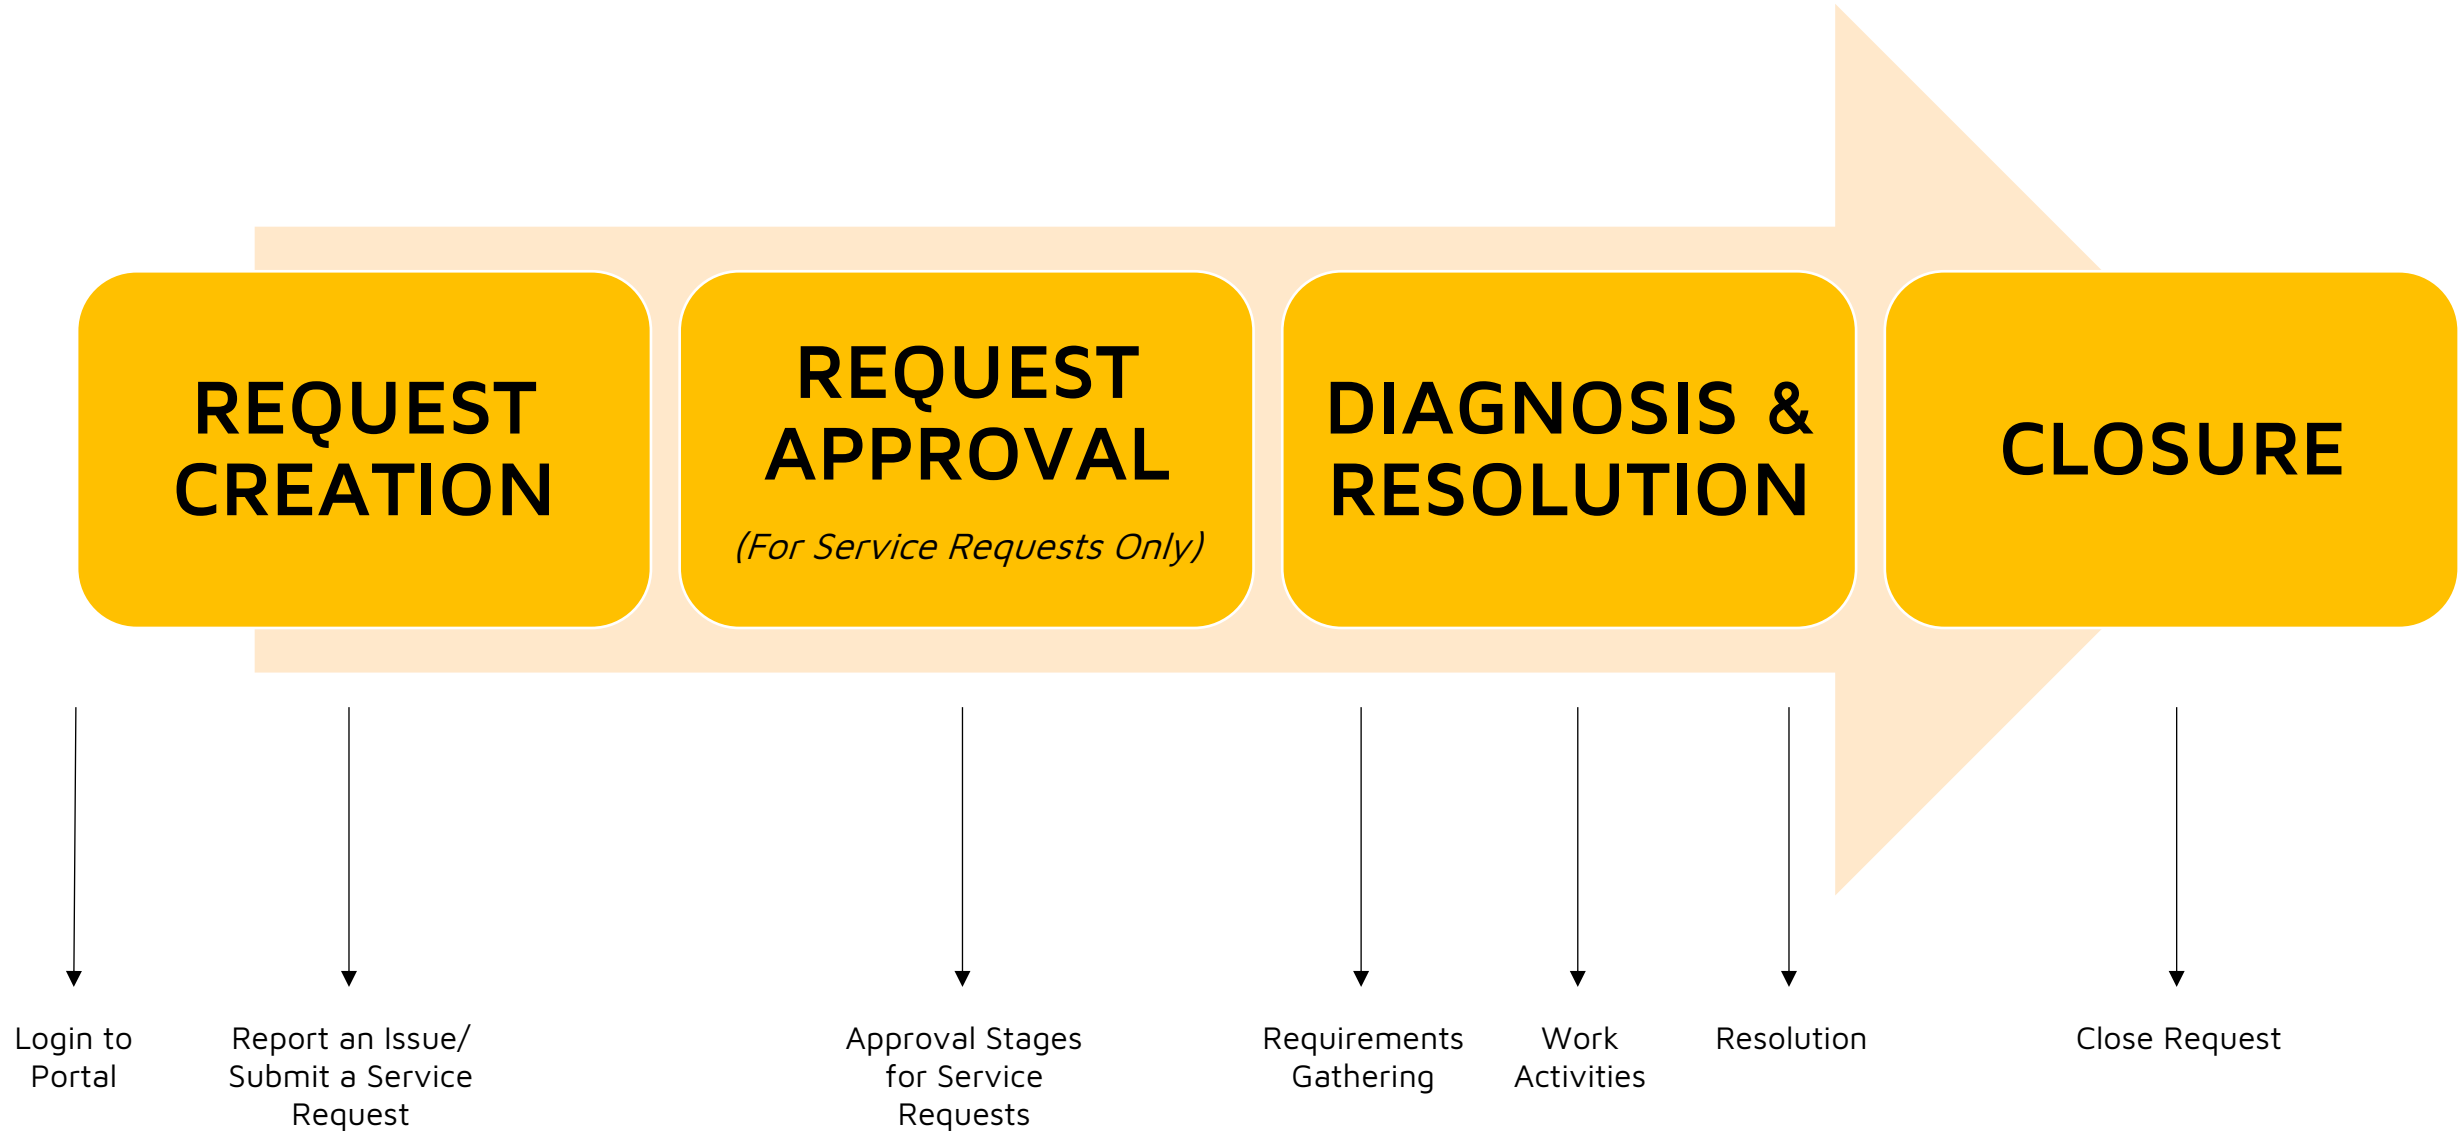 REQUEST
CREATION
REQUEST
APPROVAL
(For Service Requests Only)
DIAGNOSIS &
RESOLUTION
CLOSURE
Login to
Portal
Report an Issue/
Submit a Service
Request
Approval Stages
for Service
Requests
Requirements
Gathering
Work
Activities
Resolution
Close Request